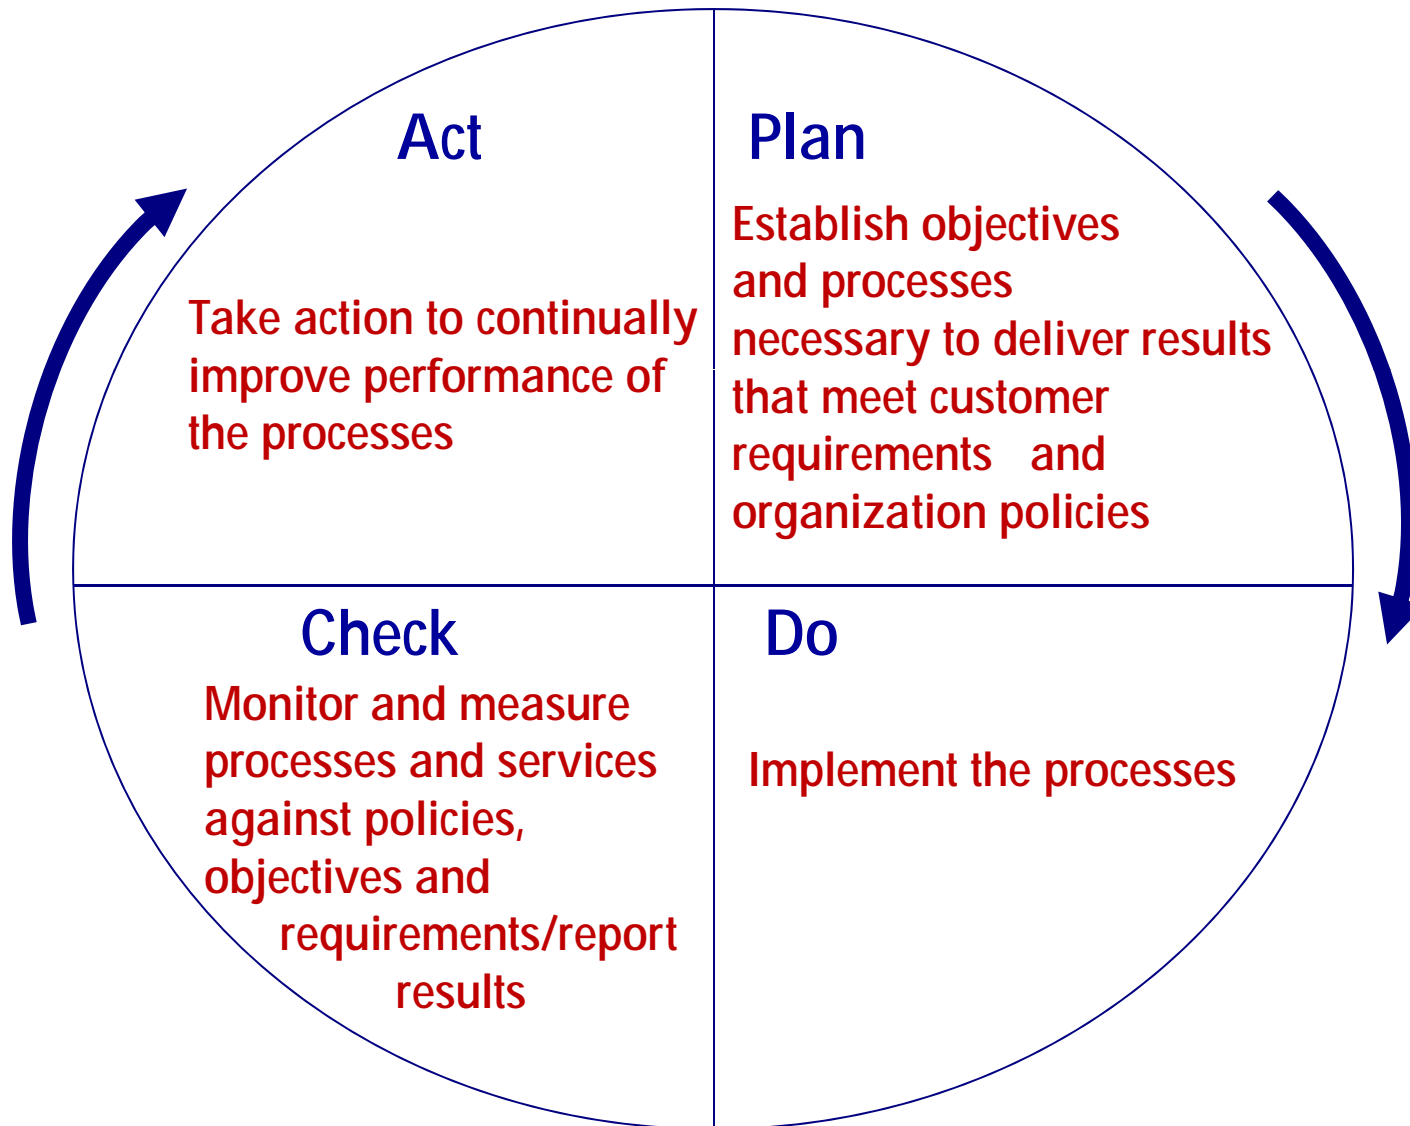 Act
Take action to continually
improve performance of
the processes
Plan
Establish objectives
and processes
necessary to deliver results
that meet customer
requirements and
organization policies
Check
Monitor and measure
processes and services
against policies,
objectives and
requirements/report
results
Do
Implement the processes